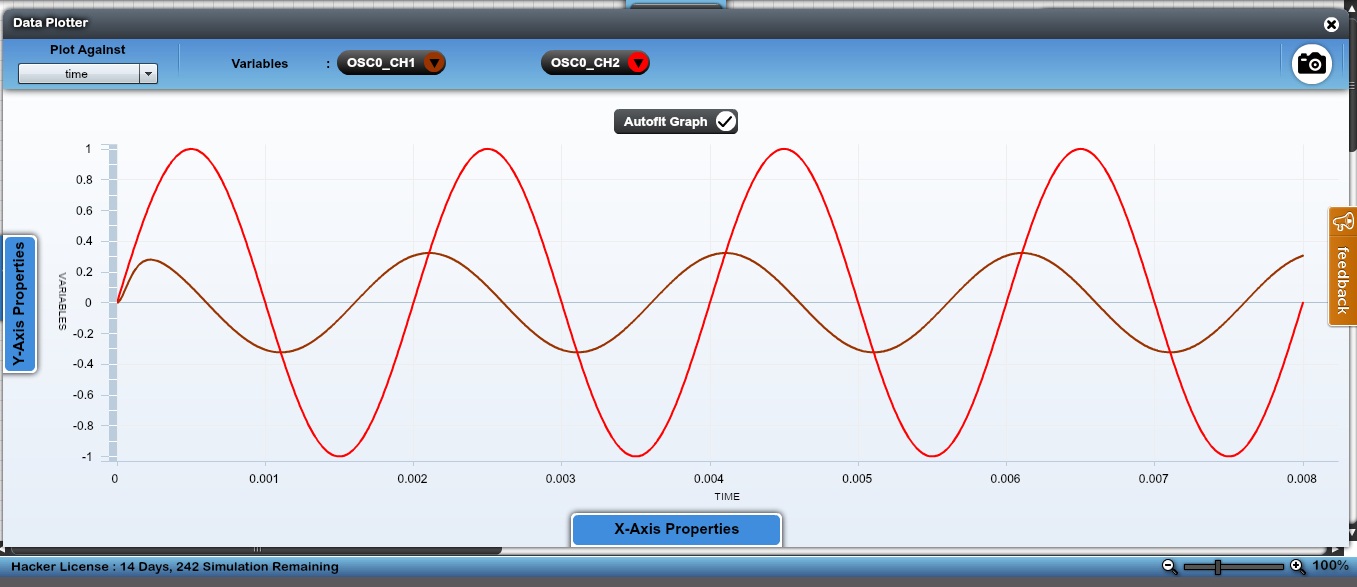 Data Plotter
Plot Against
time
Variables : OSC0_CH1 OSC0_CH2
Autofit Graph
1
0.8
0.6
0.4
0.2
0
-0.2
-0.4
-0.6
-0.8
-1
VARIABLES
Y-Axis Properties
feedback
0 0.001 0.002 0.003 0.004 0.005 0.006 0.007 0.008
TIME
X-Axis Properties
Hacker License : 14 Days, 242 Simulation Remaining
100%